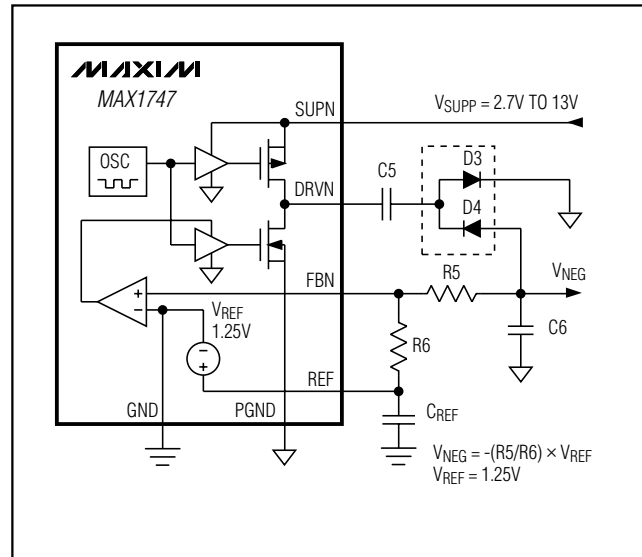 MAXIM
MAX1747
SUPN
VSUPP = 2.7V TO 13V
OSC
D3
C5
DRVN
D4
FBN
R5
VNEG
+
−
VREF
1.25V
−
+
R6
C6
REF
GND
PGND
CREF
VNEG = -(R5/R6) × VREF
VREF = 1.25V